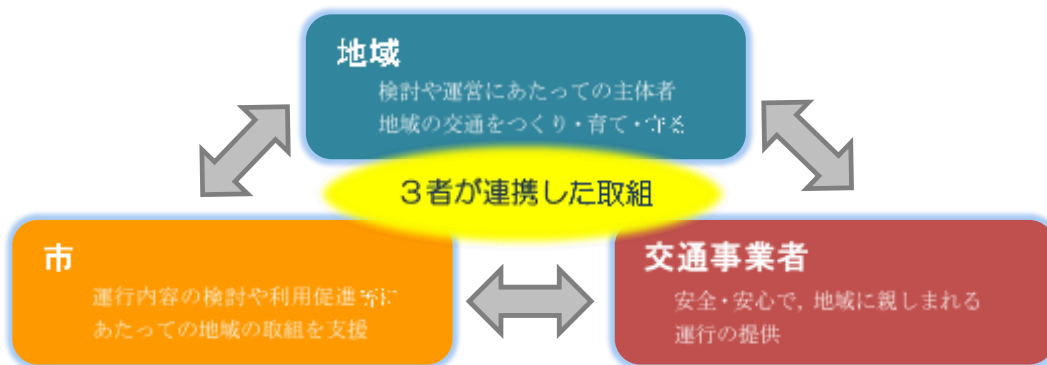 地域
検討や運営にあたっての主体者
地域の交通をつくり・育て・守る
３者が連携した取組
市
運行内容の検討や利用促進等に
あたっての地域の取組を支援
交通事業者
安全・安心で，地域に親しまれる
運行の提供